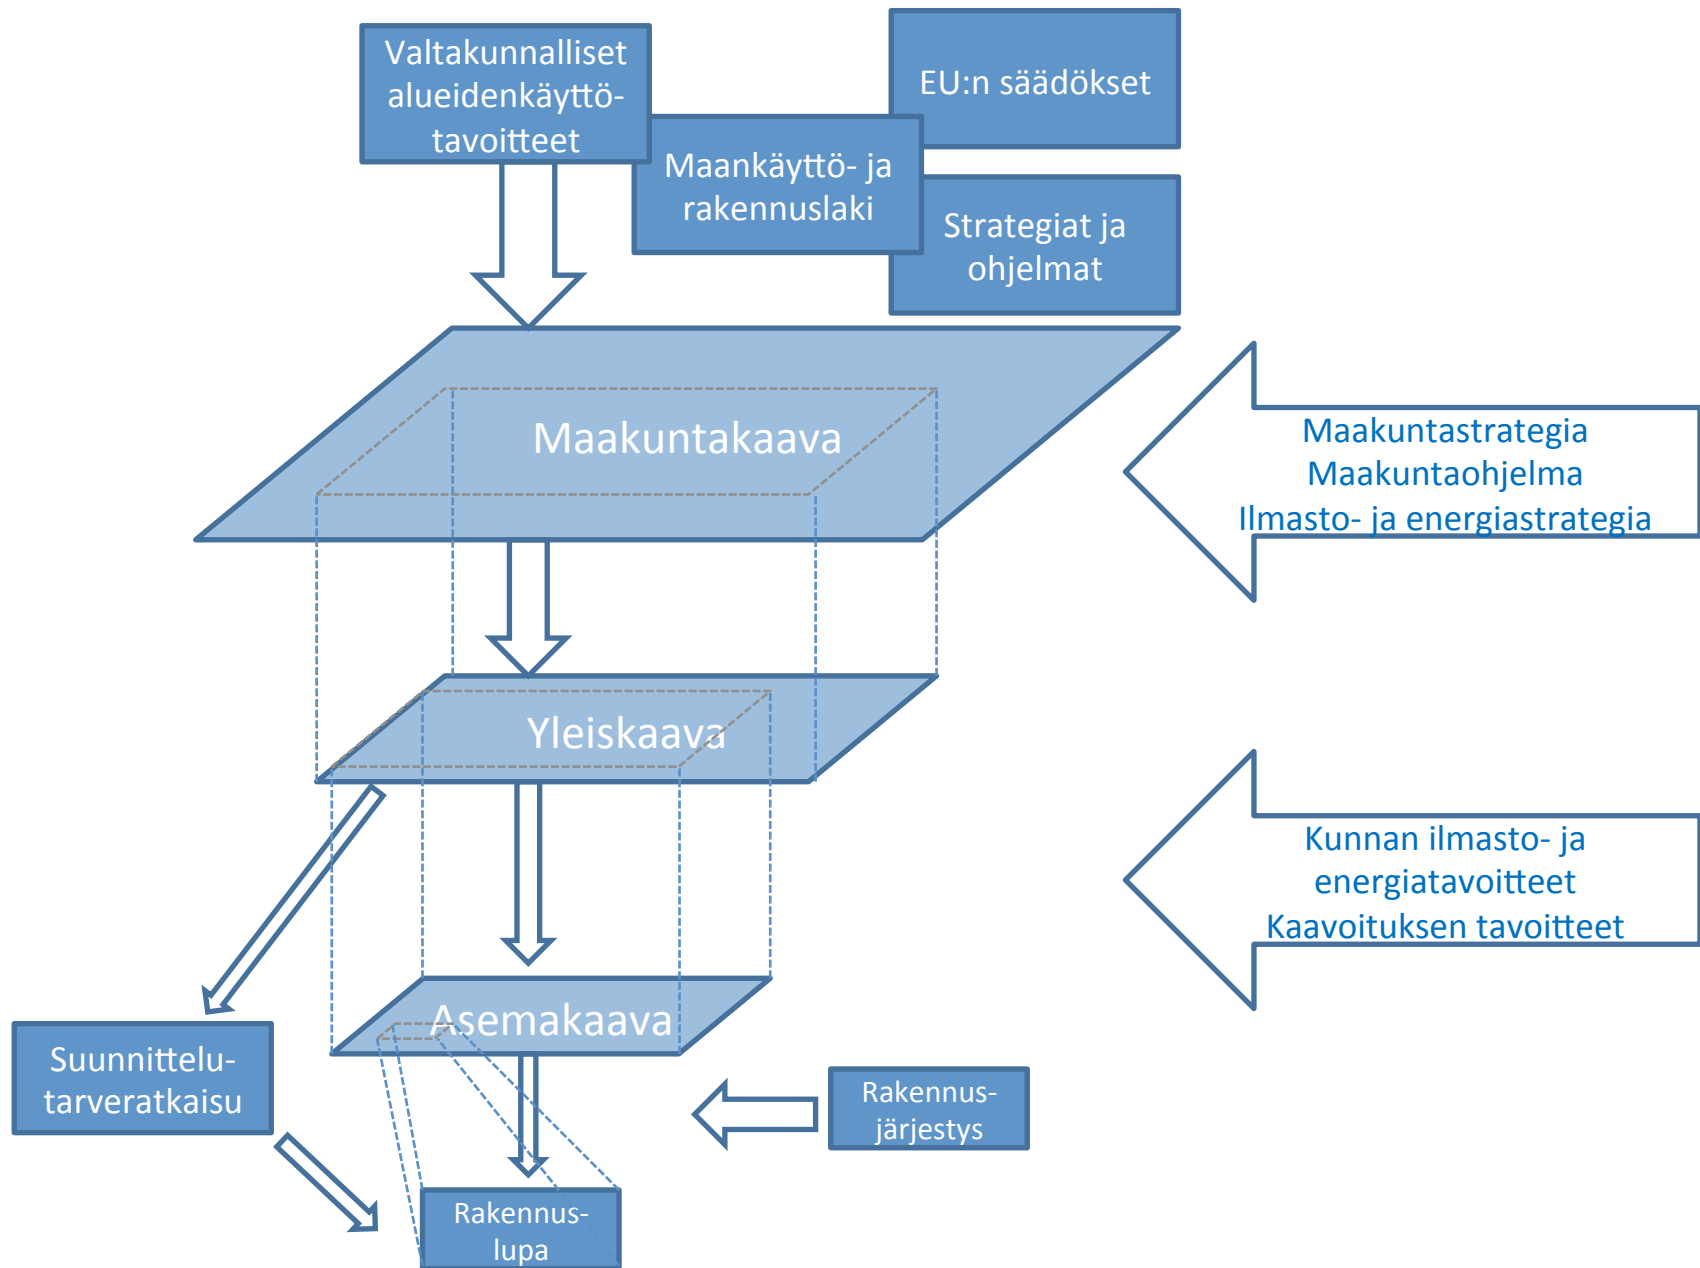 Valtakunnalliset
alueidenkäyttö-
tavoitteet
EU:n säädökset
Maankäyttö- ja
rakennuslaki
Strategiat ja
ohjelmat
Maakuntakaava
Maakuntastrategia
Maakuntaohjelma
Ilmasto- ja energiastrategia
Yleiskaava
Kunnan ilmasto- ja
energiatavoitteet
Kaavoituksen tavoitteet
Asemakaava
Suunnittelu-
tarveratkaisu
Rakennus-
järjestys
Rakennus-
lupa